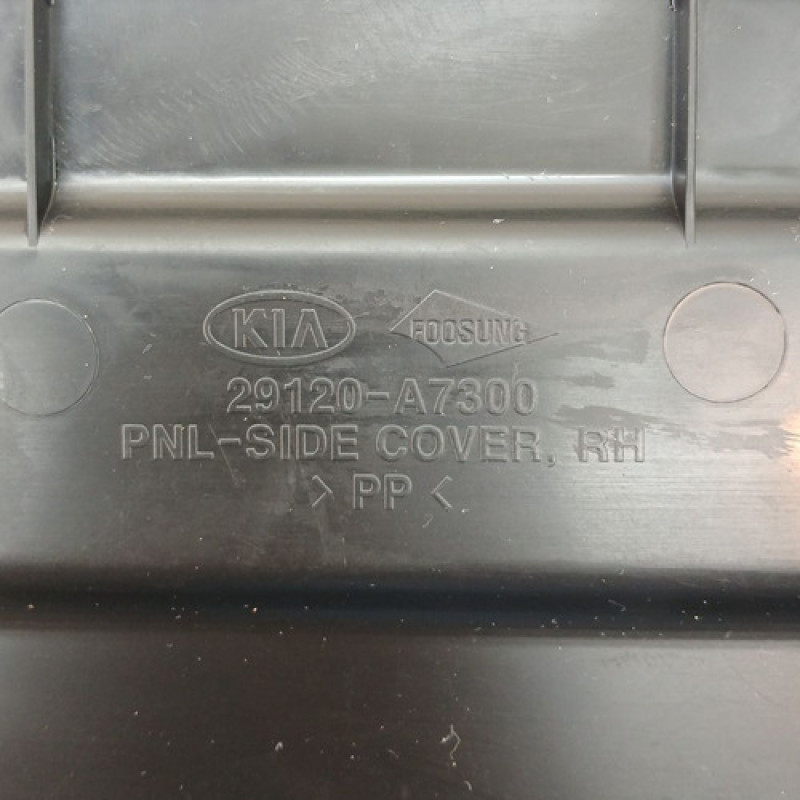 KIA FOOSUNG
29120-A7300
PNL-SIDE COVER, RH
> PP <